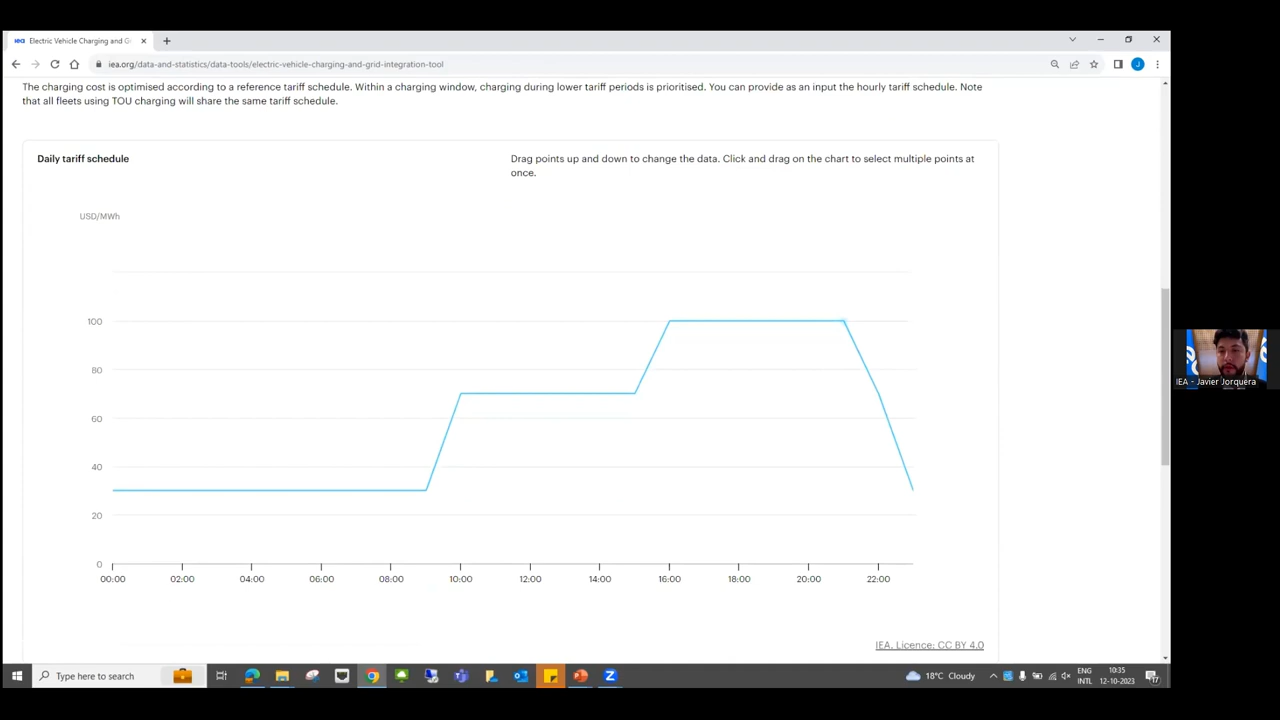 iea Electric Vehicle Charging and G
iea.org/data-and-statistics/data-tools/electric-vehicle-charging-and-grid-integration-tool
J
The charging cost is optimised according to a reference tariff schedule. Within a charging window, charging during lower tariff periods is prioritised. You can provide as an input the hourly tariff schedule. Note
that all fleets using TOU charging will share the same tariff schedule.
Daily tariff schedule
Drag points up and down to change the data. Click and drag on the chart to select multiple points at
once.
USD/MWh
100
80
60
40
20
0
00:00 02:00 04:00 06:00 08:00 10:00 12:00 14:00 16:00 18:00 20:00 22:00
IEA. Licence: CC BY 4.0
IEA - Javier Jorquera
Type here to search
18°C Cloudy
ENG
INTL
10:35
12-10-2023
17